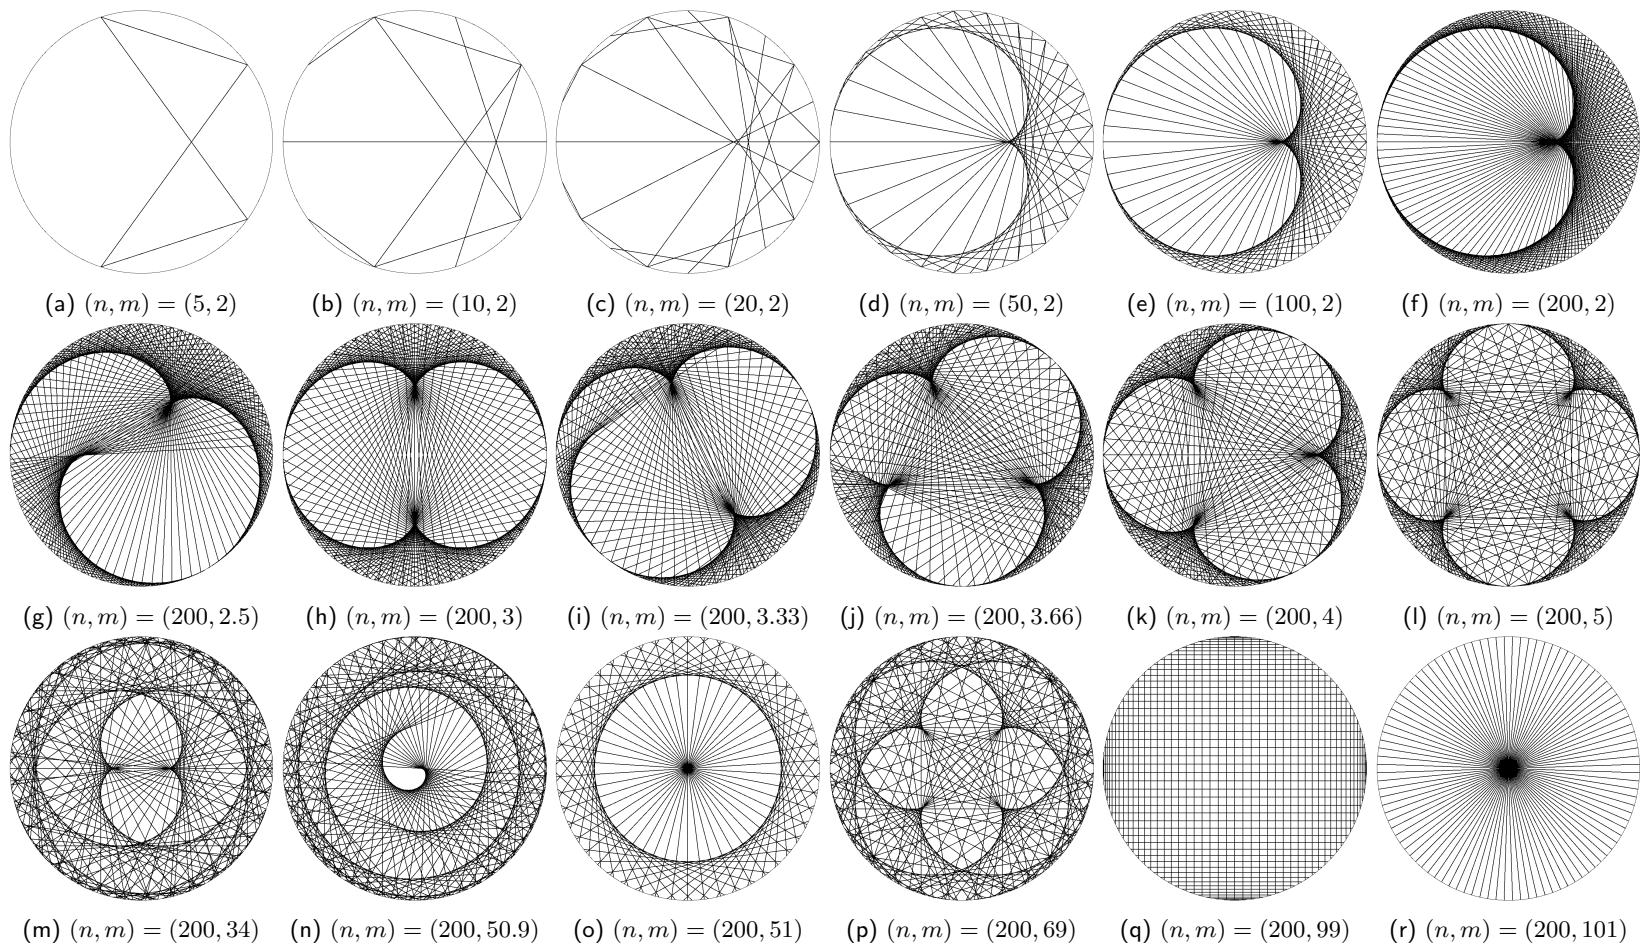 (a) (n, m) = (5, 2) (b) (n, m) = (10, 2) (c) (n, m) = (20, 2) (d) (n, m) = (50, 2) (e) (n, m) = (100, 2) (f) (n, m) = (200, 2)
(g) (n, m) = (200, 2.5) (h) (n, m) = (200, 3) (i) (n, m) = (200, 3.33) (j) (n, m) = (200, 3.66) (k) (n, m) = (200, 4) (l) (n, m) = (200, 5)
(m) (n, m) = (200, 34) (n) (n, m) = (200, 50.9) (o) (n, m) = (200, 51) (p) (n, m) = (200, 69) (q) (n, m) = (200, 99) (r) (n, m) = (200, 101)